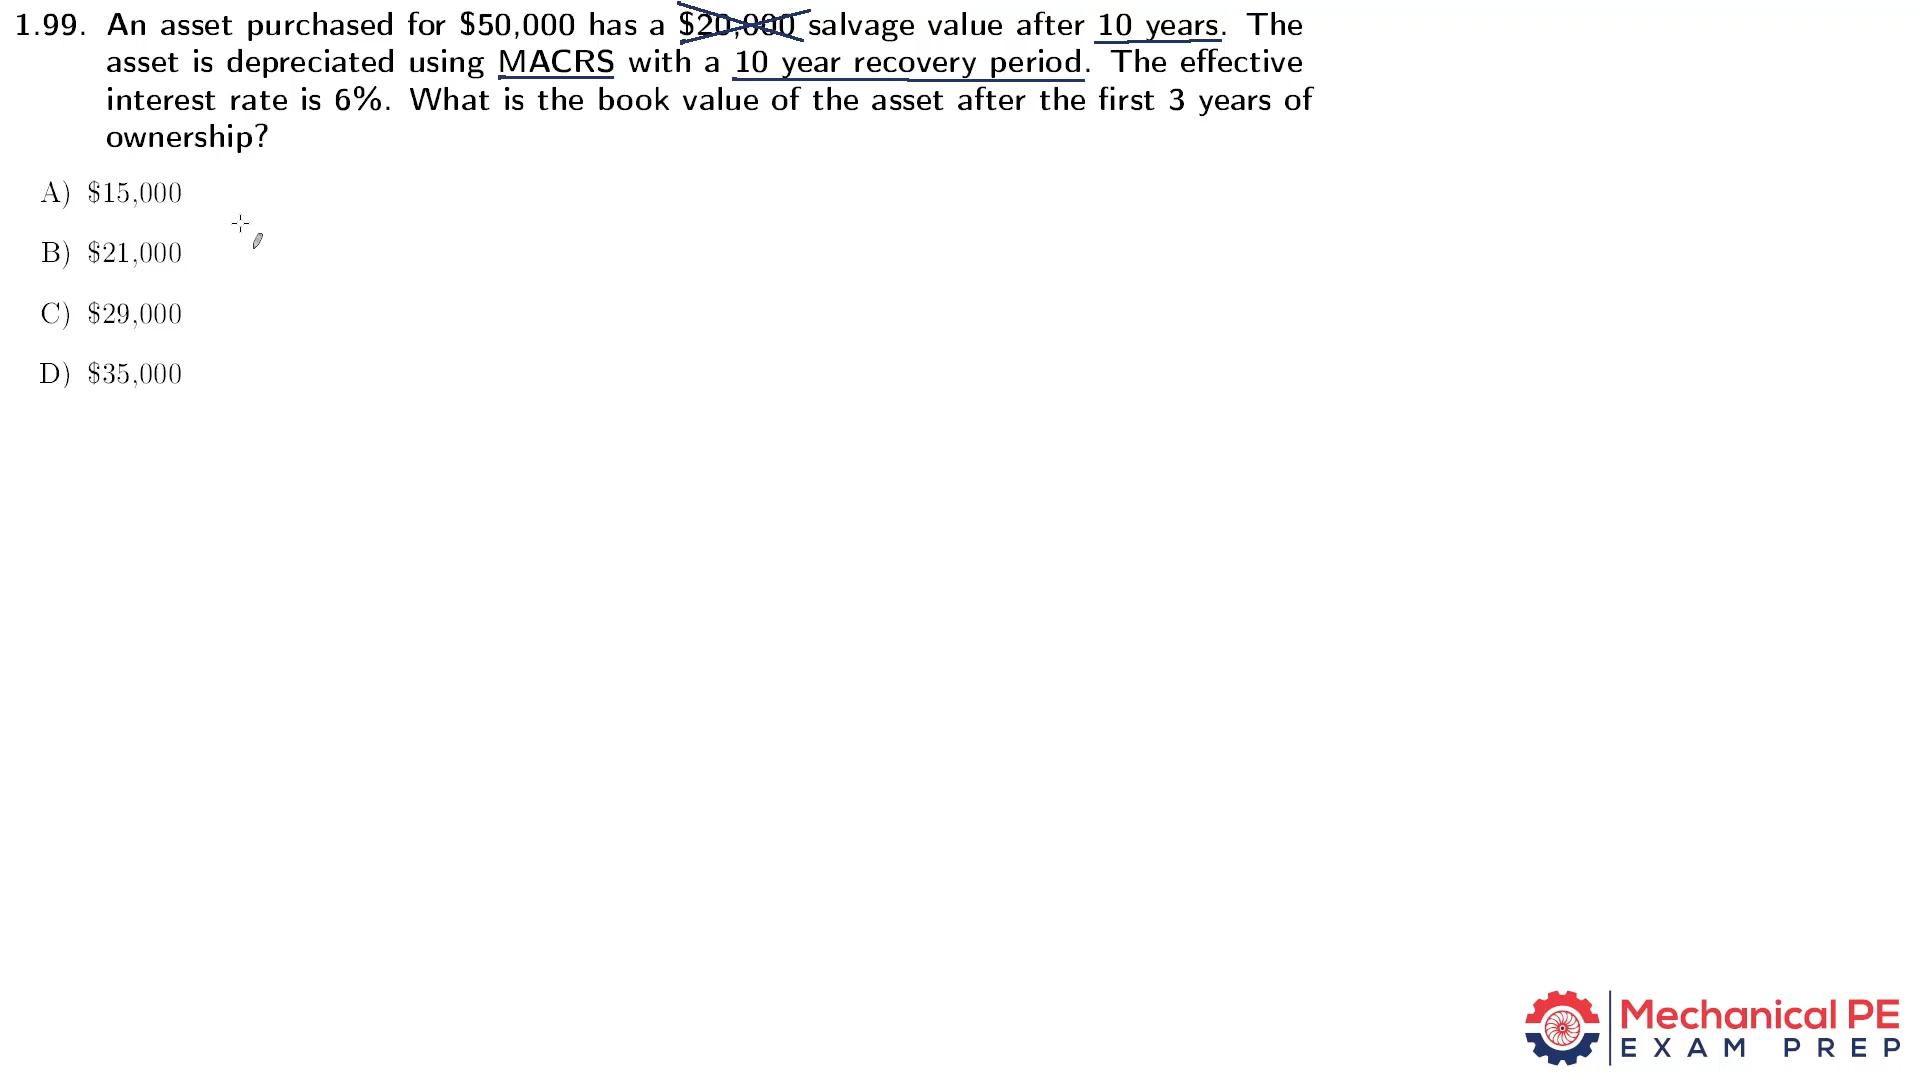 1.99. An asset purchased for $50,000 has a $20,000 salvage value after 10 years. The
asset is depreciated using MACRS with a 10 year recovery period. The effective
interest rate is 6%. What is the book value of the asset after the first 3 years of
ownership?
A) $15,000
B) $21,000
C) $29,000
D) $35,000
Mechanical PE
EXAM PREP